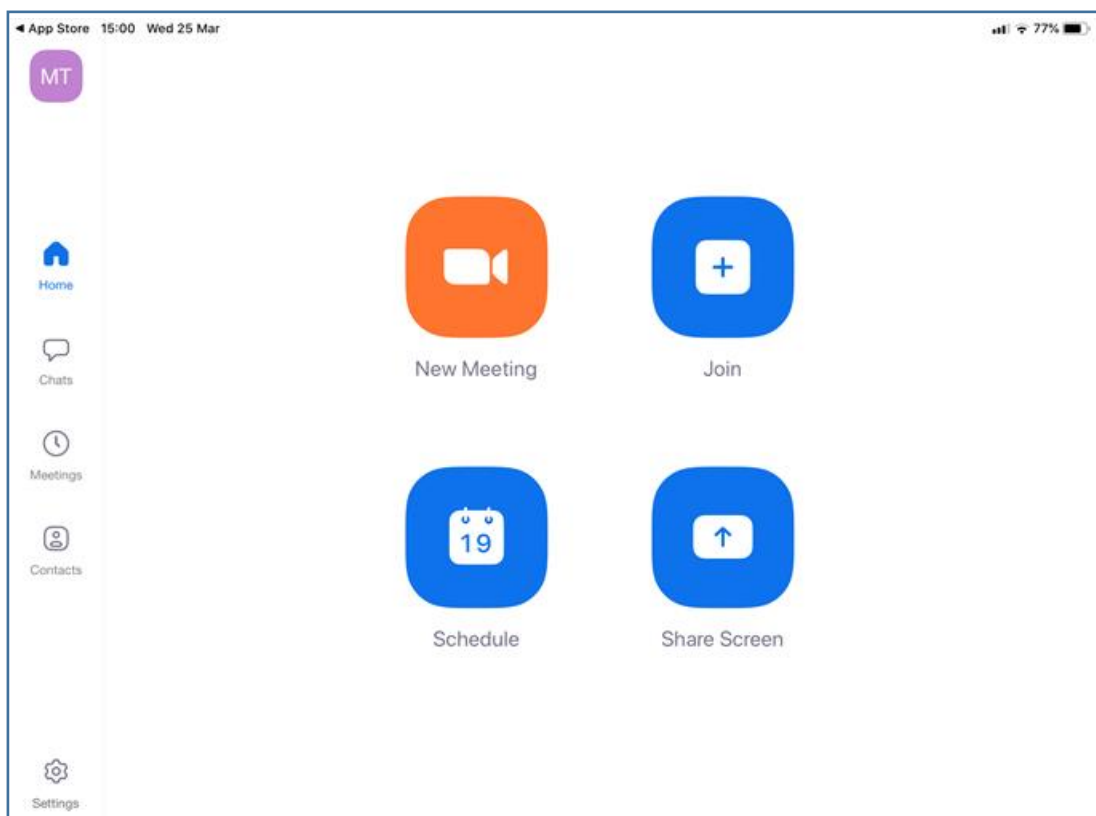 ◀ App Store 15:00 Wed 25 Mar 77%
MT
Home
Chats
Meetings
Contacts
Settings
New Meeting
Join
19
Schedule
Share Screen